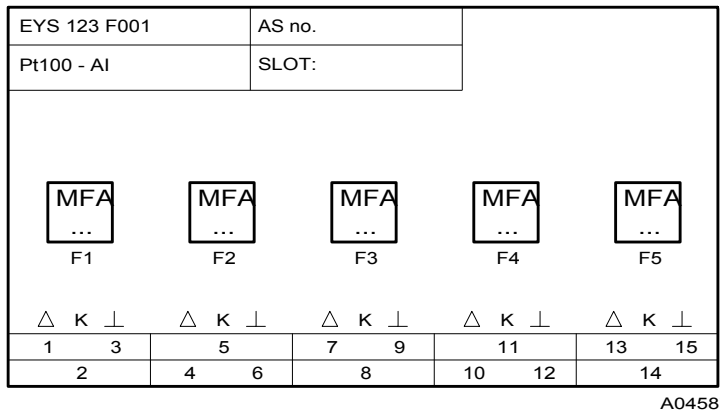 EYS 123 F001 AS no.
Pt100 - AI SLOT:
MFA MFA MFA MFA MFA
... ... ... ... ...
F1 F2 F3 F4 F5
△ K ⊥ △ K ⊥ △ K ⊥ △ K ⊥ △ K ⊥
1 3 5 7 9 11 13 15
2 4 6 8 10 12 14
A0458